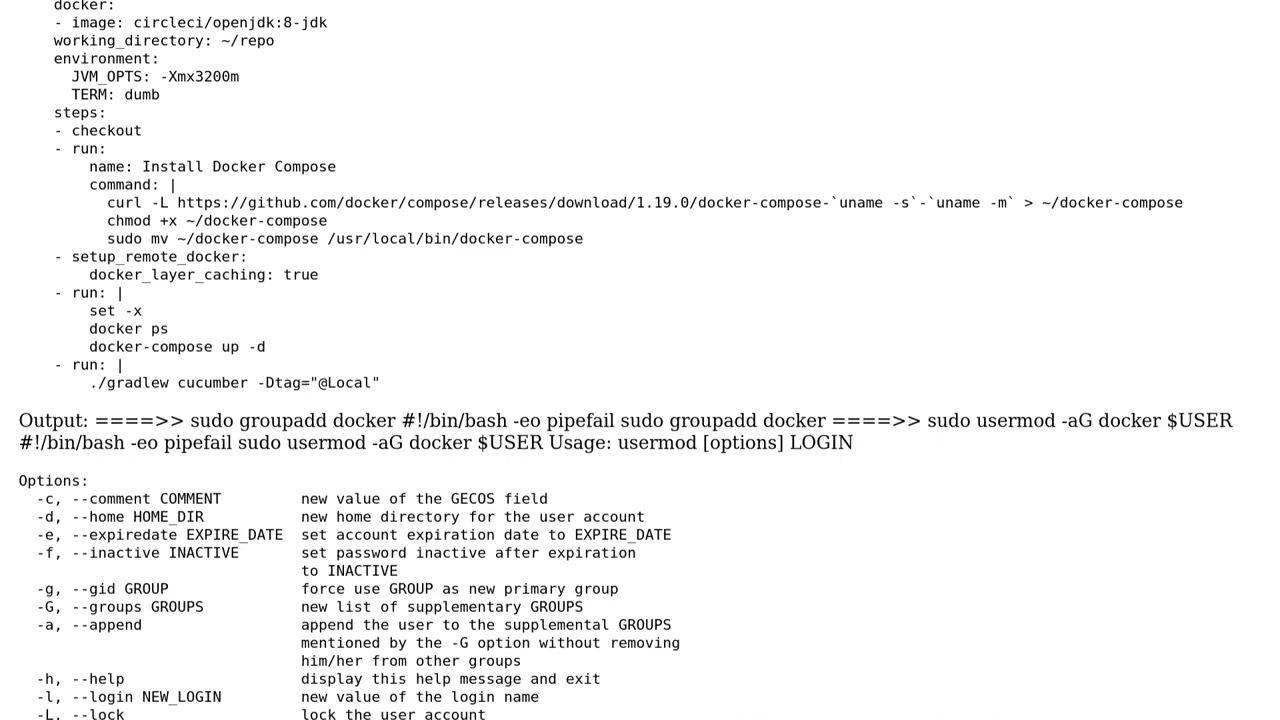 docker:
- image: circleci/openjdk:8-jdk
working_directory: ~/repo
environment:
JVM_OPTS: -Xmx3200m
TERM: dumb
steps:
- checkout
- run:
name: Install Docker Compose
command: |
curl -L https://github.com/docker/compose/releases/download/1.19.0/docker-compose-`uname -s`-`uname -m` > ~/docker-compose
chmod +x ~/docker-compose
sudo mv ~/docker-compose /usr/local/bin/docker-compose
- setup_remote_docker:
docker_layer_caching: true
- run: |
set -x
docker ps
docker-compose up -d
- run: |
./gradlew cucumber -Dtag="@Local"
Output: ====>> sudo groupadd docker #!/bin/bash -eo pipefail sudo groupadd docker ====>> sudo usermod -aG docker $USER
#!/bin/bash -eo pipefail sudo usermod -aG docker $USER Usage: usermod [options] LOGIN
Options:
-c, --comment COMMENT new value of the GECOS field
-d, --home HOME_DIR new home directory for the user account
-e, --expiredate EXPIRE_DATE set account expiration date to EXPIRE_DATE
-f, --inactive INACTIVE set password inactive after expiration
to INACTIVE
-g, --gid GROUP force use GROUP as new primary group
-G, --groups GROUPS new list of supplementary GROUPS
-a, --append append the user to the supplemental GROUPS
mentioned by the -G option without removing
him/her from other groups
-h, --help display this help message and exit
-l, --login NEW_LOGIN new value of the login name
-L, --lock lock the user account